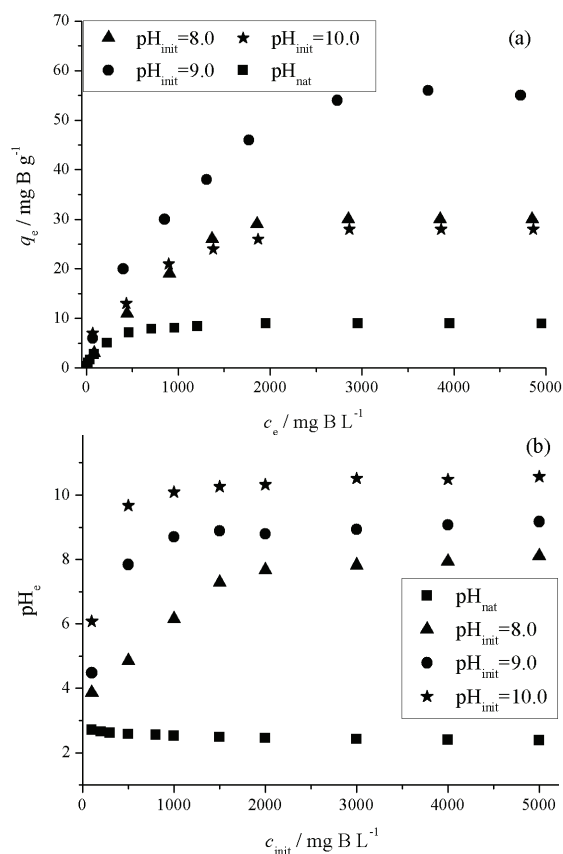 (a)
pH_init=8.0 pH_init=10.0
pH_init=9.0 pH_nat
70
60
50
40
30
20
10
0
q_e / mg B g^-1
0 1000 2000 3000 4000 5000
c_e / mg B L^-1
(b)
10
8
6
4
2
pH_e
pH_nat
pH_init=8.0
pH_init=9.0
pH_init=10.0
0 1000 2000 3000 4000 5000
c_init / mg B L^-1